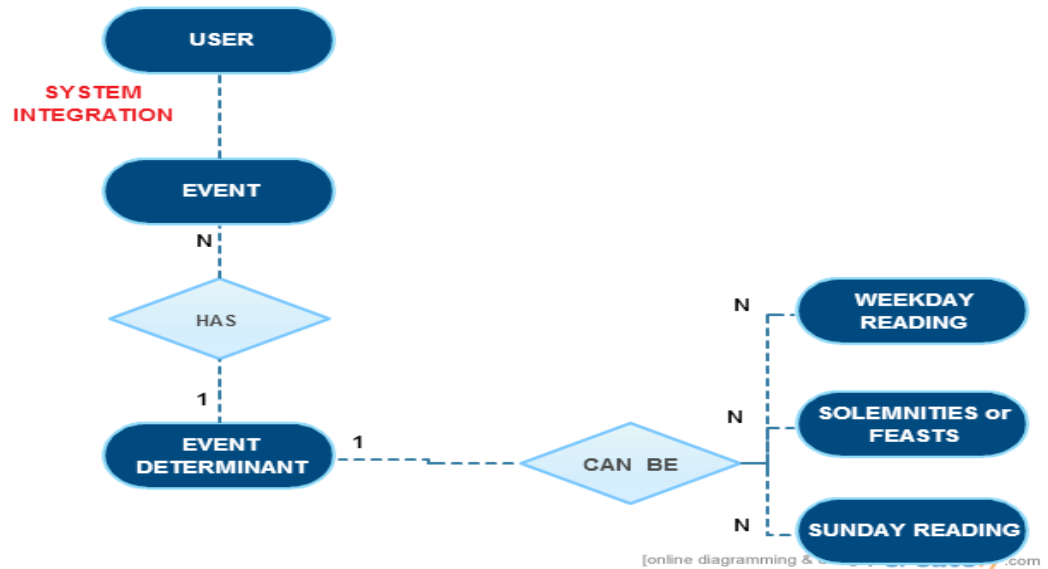 USER
SYSTEM
INTEGRATION
EVENT
N
HAS
1
EVENT
DETERMINANT
1
CAN BE
N
WEEKDAY
READING
N
SOLEMNITIES or
FEASTS
N
SUNDAY READING
[online diagramming &
.com